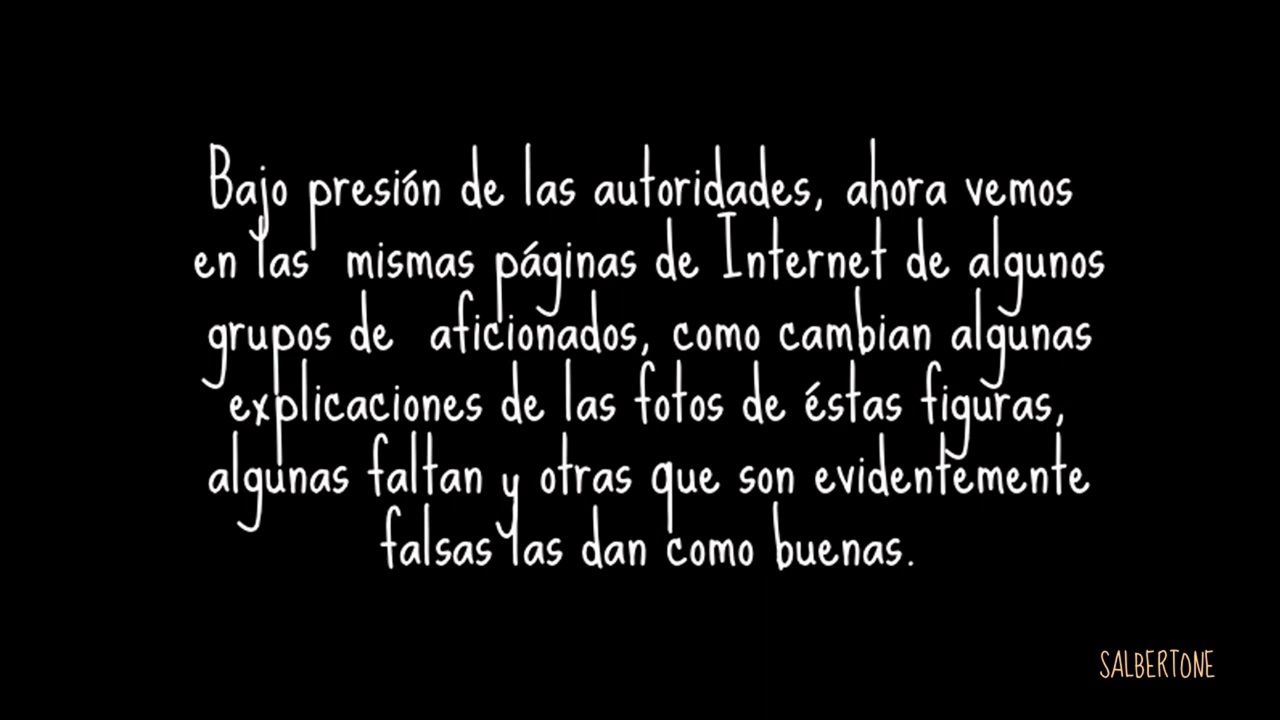 Bajo presión de las autoridades, ahora vemos
en las mismas páginas de Internet de algunos
grupos de aficionados, como cambian algunas
explicaciones de las fotos de éstas figuras,
algunas faltan y otras que son evidentemente
falsas las dan como buenas.
SALBERTONE